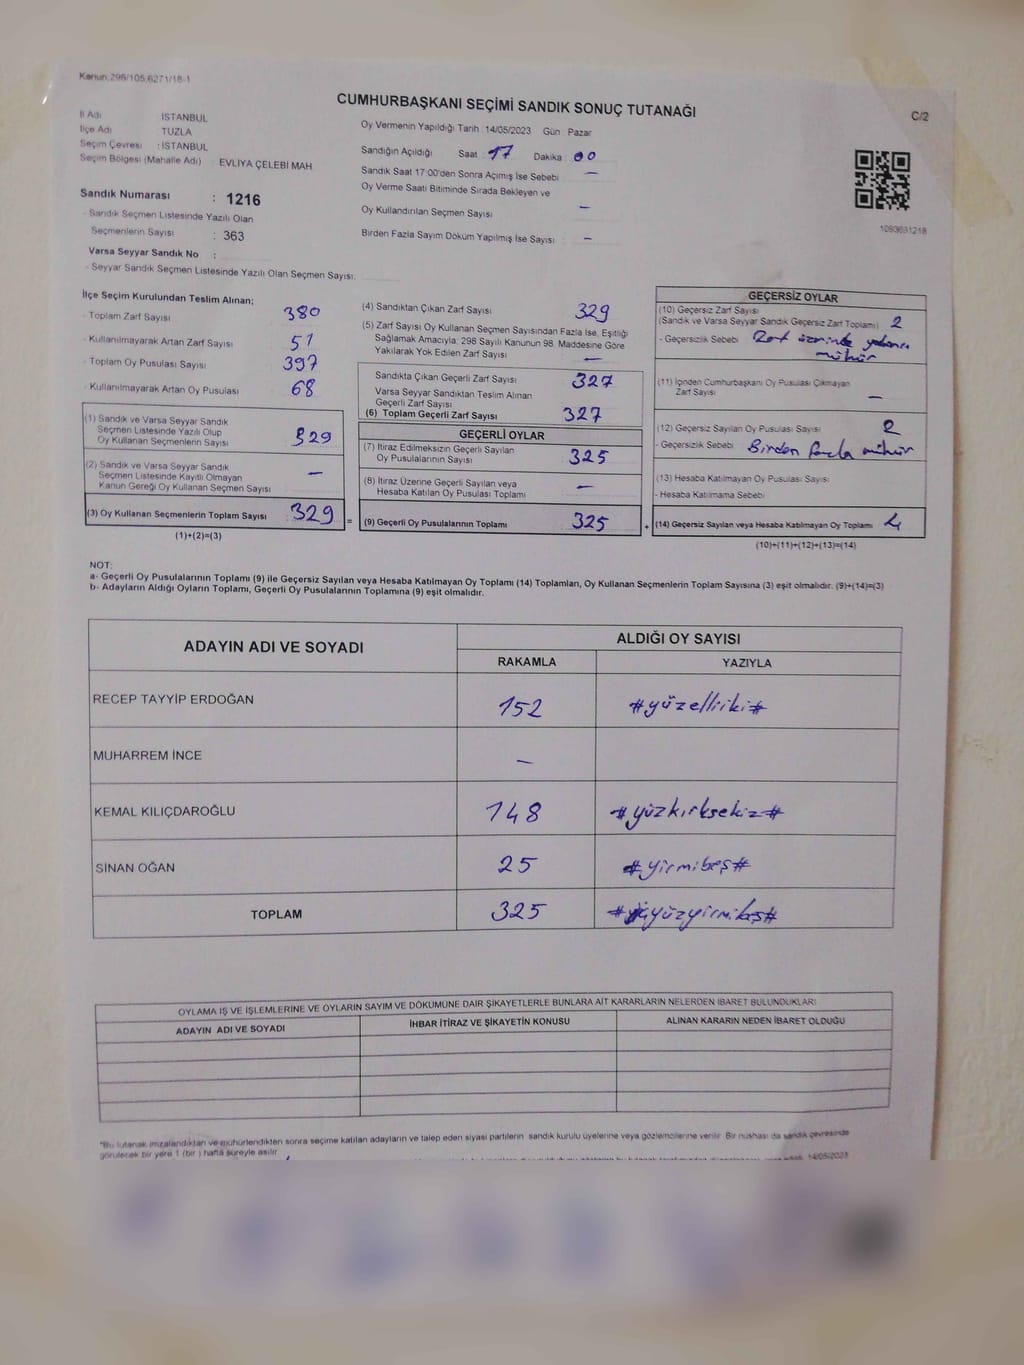 Kanun.298/105,6271/18-1
CUMHURBAŞKANI SEÇİMİ SANDIK SONUÇ TUTANAĞI
C/2
İl Adı İSTANBUL
İlçe Adı TUZLA
Seçim Çevresi : İSTANBUL
Seçim Bölgesi (Mahalle Adı) : EVLİYA ÇELEBİ MAH
Sandık Numarası : 1216
- Sandık Seçmen Listesinde Yazılı Olan
Seçmenlerin Sayısı : 363
Varsa Seyyar Sandık No :
- Seyyar Sandık Seçmen Listesinde Yazılı Olan Seçmen Sayısı:
Oy Vermenin Yapıldığı Tarih 14/05/2023 Gün Pazar
Sandığın Açıldığı Saat 17 Dakika 00
Sandık Saat 17:00'den Sonra Açımış İse Sebebi —
Oy Verme Saati Bitiminde Sırada Bekleyen ve
Oy Kullandırılan Seçmen Sayısı —
Birden Fazla Sayım Döküm Yapılmış İse Sayısı —
1093631218
İlçe Seçim Kurulundan Teslim Alınan;
- Toplam Zarf Sayısı 380
- Kullanılmayarak Artan Zarf Sayısı 51
- Toplam Oy Pusulası Sayısı 397
- Kullanılmayarak Artan Oy Pusulası 68
(1) Sandık ve Varsa Seyyar Sandık
Seçmen Listesinde Yazılı Olup
Oy Kullanan Seçmenlerin Sayısı 329
(2) Sandık ve Varsa Seyyar Sandık
Seçmen Listesinde Kayıtlı Olmayan
Kanun Gereği Oy Kullanan Seçmen Sayısı —
(3) Oy Kullanan Seçmenlerin Toplam Sayısı 329 =
(1)+(2)=(3)
(4) Sandıktan Çıkan Zarf Sayısı 329
(5) Zarf Sayısı Oy Kullanan Seçmen Sayısından Fazla İse, Eşitliği
Sağlamak Amacıyla; 298 Sayılı Kanunun 98. Maddesine Göre
Yakılarak Yok Edilen Zarf Sayısı —
Sandıkta Çıkan Geçerli Zarf Sayısı 327
Varsa Seyyar Sandıktan Teslim Alınan
Geçerli Zarf Sayısı
(6) Toplam Geçerli Zarf Sayısı 327
GEÇERLİ OYLAR
(7) İtiraz Edilmeksizin Geçerli Sayılan
Oy Pusulalarının Sayısı 325
(8) İtiraz Üzerine Geçerli Sayılan veya
Hesaba Katılan Oy Pusulası Toplamı —
(9) Geçerli Oy Pusulalarının Toplamı 325 +
GEÇERSİZ OYLAR
(10) Geçersiz Zarf Sayısı
(Sandık ve Varsa Seyyar Sandık Geçersiz Zarf Toplamı) 2
- Geçersizlik Sebebi Zarf üzerinde yabancı
mühür
(11) İçinden Cumhurbaşkanı Oy Pusulası Çıkmayan
Zarf Sayısı —
(12) Geçersiz Sayılan Oy Pusulası Sayısı 2
- Geçersizlik Sebebi Birden fazla mühür
(13) Hesaba Katılmayan Oy Pusulası Sayısı
- Hesaba Katılmama Sebebi
(14) Geçersiz Sayılan veya Hesaba Katılmayan Oy Toplamı 4
(10)+(11)+(12)+(13)=(14)
NOT:
a- Geçerli Oy Pusulalarının Toplamı (9) ile Geçersiz Sayılan veya Hesaba Katılmayan Oy Toplamı (14) Toplamları, Oy Kullanan Seçmenlerin Toplam Sayısına (3) eşit olmalıdır. (9)+(14)=(3)
b- Adayların Aldığı Oyların Toplamı, Geçerli Oy Pusulalarının Toplamına (9) eşit olmalıdır.
ADAYIN ADI VE SOYADI
ALDIĞI OY SAYISI
RAKAMLA YAZIYLA
RECEP TAYYİP ERDOĞAN 152 #yüzelliiki#
MUHARREM İNCE —
KEMAL KILIÇDAROĞLU 148 #yüzkırksekiz#
SİNAN OĞAN 25 #yirmibeş#
TOPLAM 325 #üçyüzyirmibeş#
OYLAMA İŞ VE İŞLEMLERİNE VE OYLARIN SAYIM VE DÖKÜMÜNE DAİR ŞİKAYETLERLE BUNLARA AİT KARARLARIN NELERDEN İBARET BULUNDUKLARI
ADAYIN ADI VE SOYADI İHBAR İTİRAZ VE ŞİKAYETİN KONUSU ALINAN KARARIN NEDEN İBARET OLDUĞU
*Bu tutanak imzalandıktan ve mühürlendikten sonra seçime katılan adayların ve talep eden siyasi partilerin sandık kurulu üyelerine veya gözlemcilerine verilir. Bir nüshası da sandık çevresinde
görülecek bir yere 1 (bir ) hafta süreyle asılır.
14/05/2023